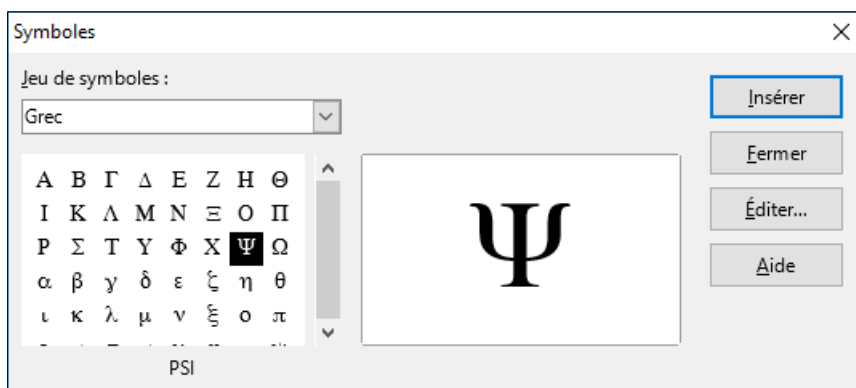 Symboles
Jeu de symboles :
Grec
Α Β Γ Δ Ε Ζ Η Θ
Ι Κ Λ Μ Ν Ξ Ο Π
Ρ Σ Τ Υ Φ Χ Ψ Ω
α β γ δ ε ζ η θ
ι κ λ μ ν ξ ο π
PSI
Ψ
Insérer
Fermer
Éditer...
Aide